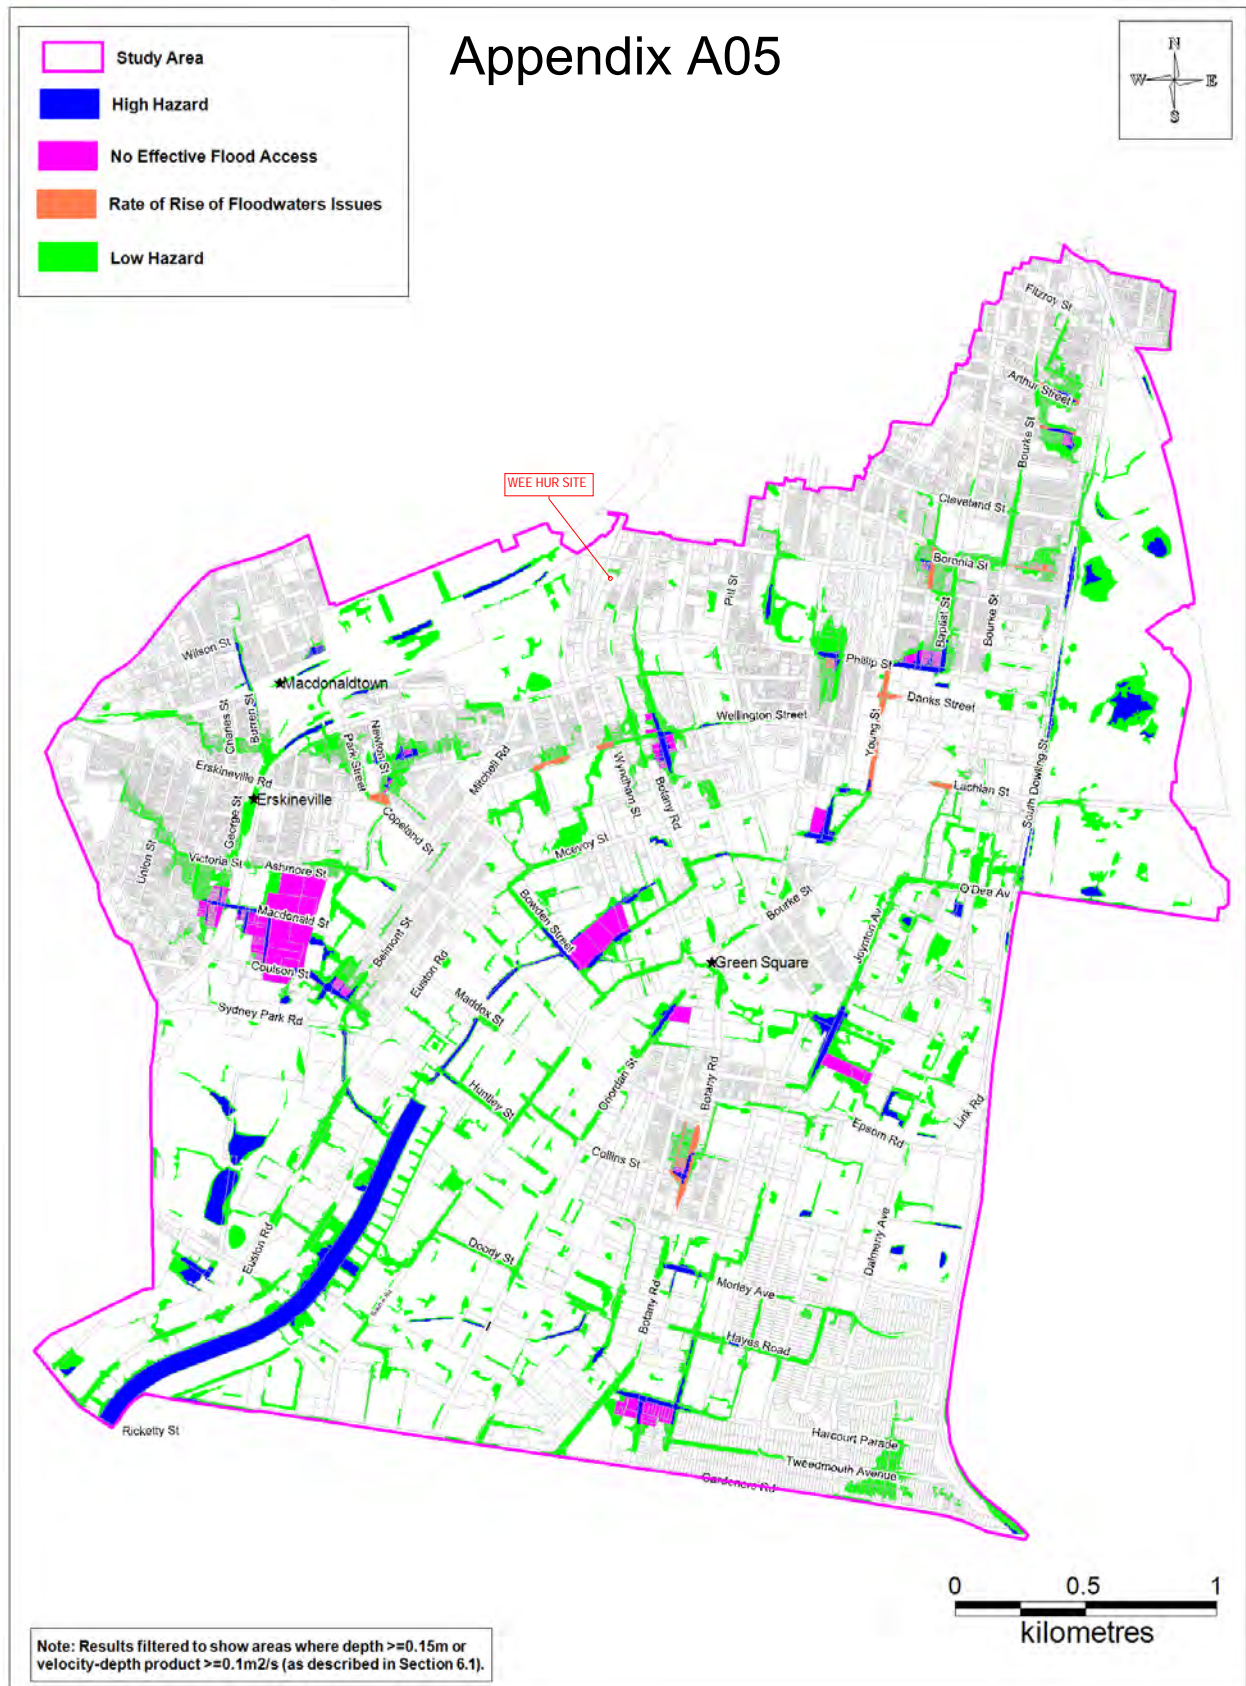 Appendix A05
Study Area
High Hazard
No Effective Flood Access
Rate of Rise of Floodwaters Issues
Low Hazard
N
W E
S
Fitzroy St
Arthur Street
Bourke St
WEE HUR SITE
Cleveland St
Boronia St
Pitt St
Baptist St
Bourke St
Wilson St
Phillip St
Macdonaldtown
Danks Street
Charles St
Burren St
Wellington Street
Newton St
Park Street
Young St
Mitchell Rd
Erskineville Rd
Wyndham St
Botany Rd
South Dowling St
Lachlan St
Erskineville
George St
Copeland St
Mcevoy St
Union St
Victoria St
Ashmore St
O'Dea Av
Bowden Street
Bourke St
Macdonald St
Joynton Av
Belmont St
Green Square
Coulson St
Euston Rd
Maddox St
Sydney Park Rd
Huntley St
Oriordan St
Botany Rd
Link Rd
Epsom Rd
Collins St
Dalmeny Ave
Euston Rd
Doody St
Morley Ave
Botany Rd
Hayes Road
Ricketty St
Harcourt Parade
Tweedmouth Avenue
Gardeners Rd
0 0.5 1
kilometres
Note: Results filtered to show areas where depth >=0.15m or
velocity-depth product >=0.1m2/s (as described in Section 6.1).